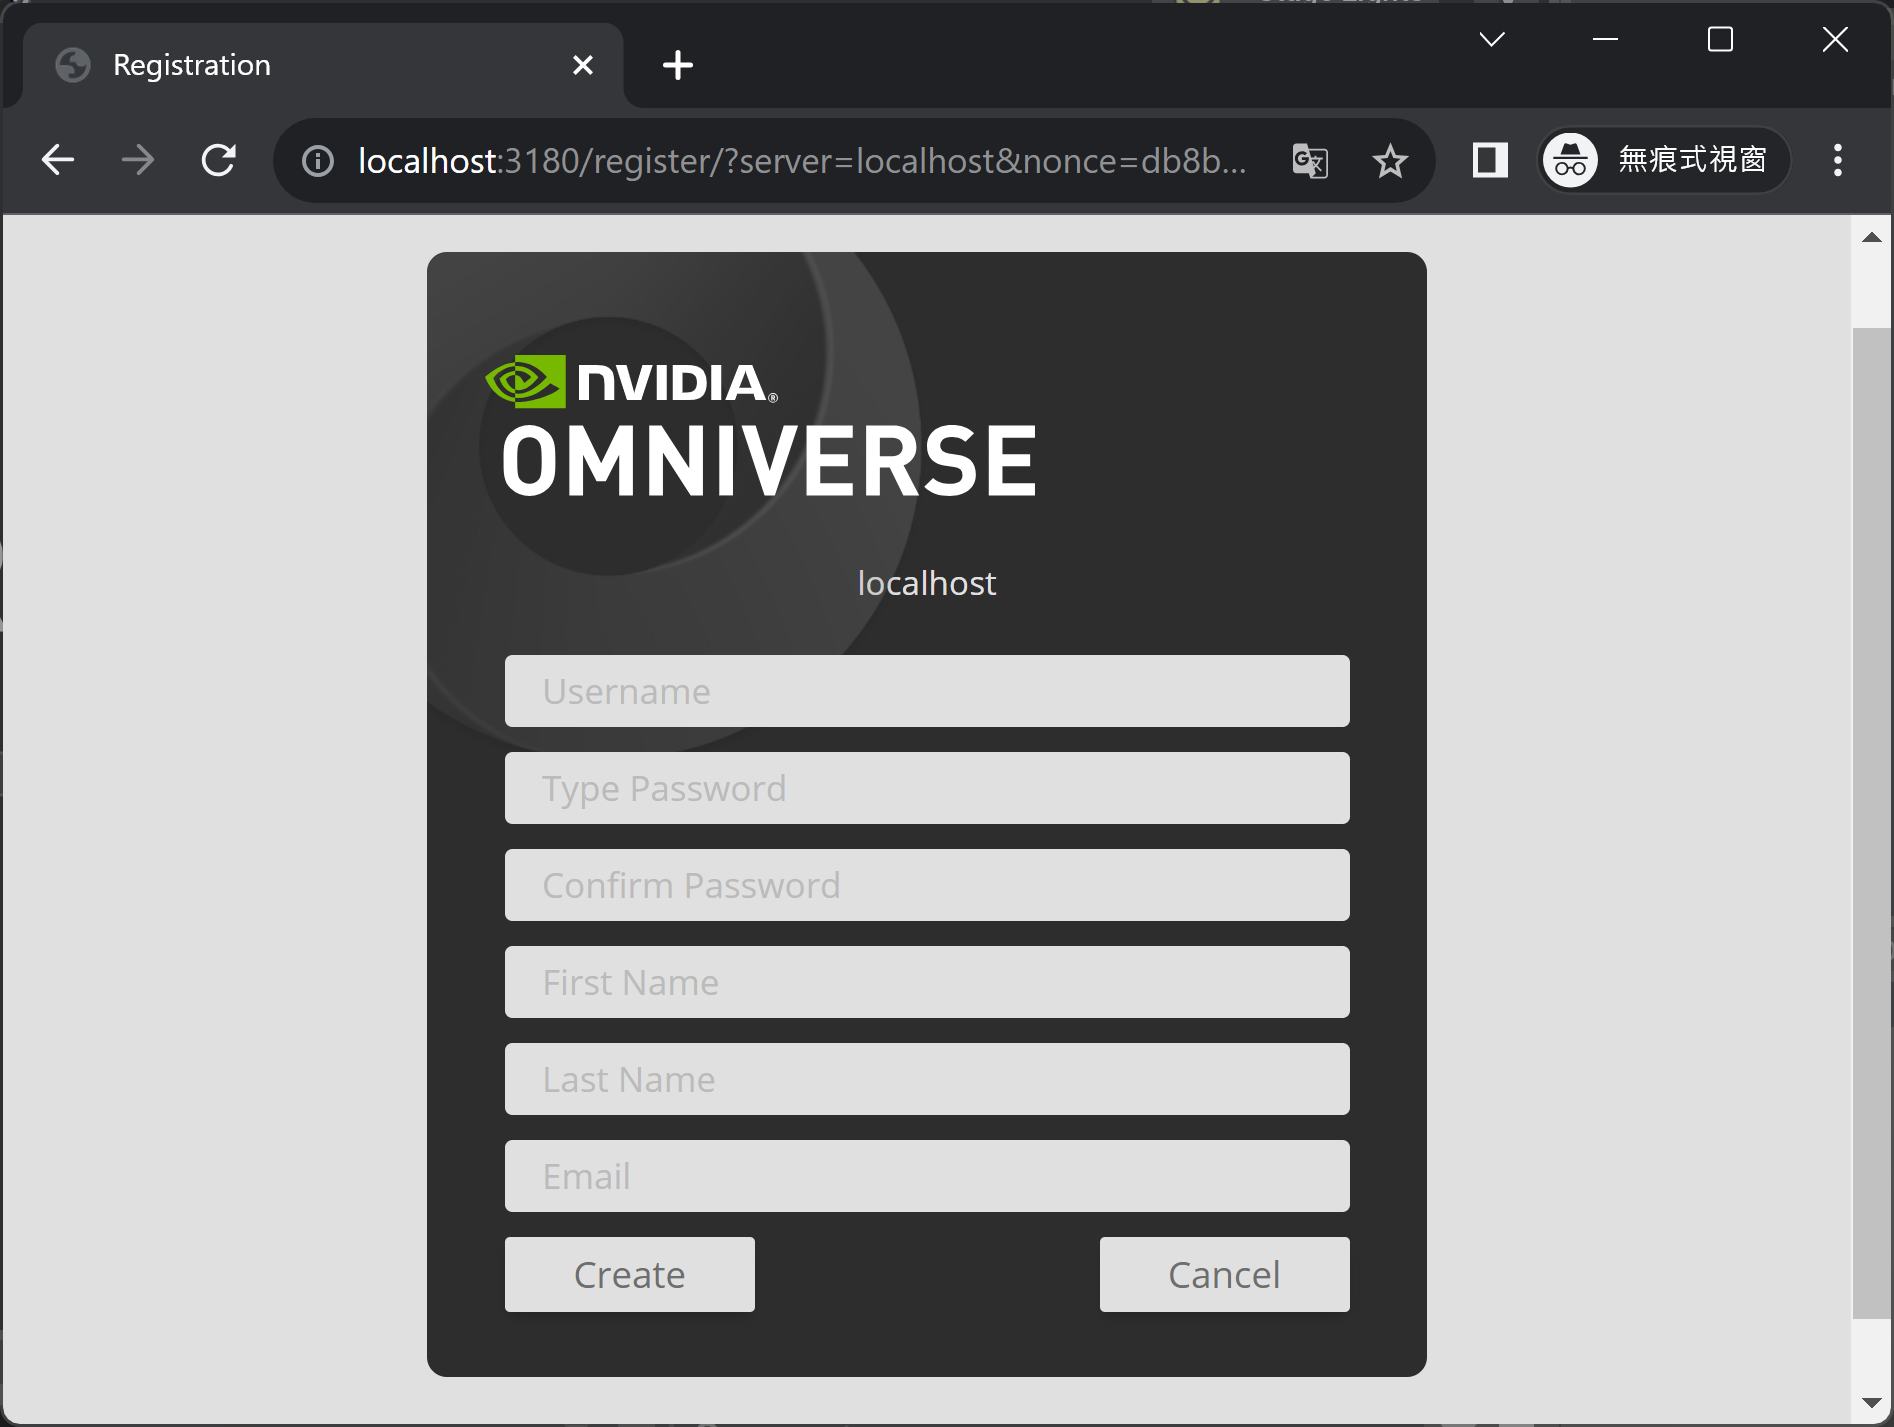 Registration
localhost:3180/register/?server=localhost&nonce=db8b...
無痕式視窗
NVIDIA®
OMNIVERSE
localhost
Username
Type Password
Confirm Password
First Name
Last Name
Email
Create
Cancel